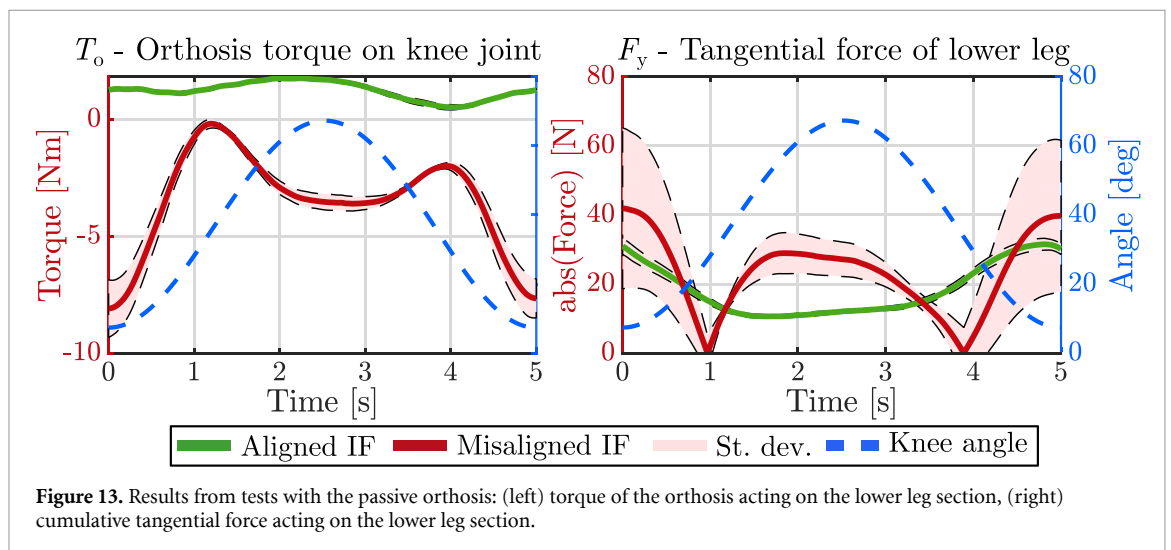 T_o - Orthosis torque on knee joint
F_y - Tangential force of lower leg
Torque [Nm]
0
-5
-10
0 1 2 3 4 5
Time [s]
abs(Force) [N]
80
60
40
20
0
0 1 2 3 4 5
Time [s]
80
60
40
20
0
Angle [deg]
Aligned IF Misaligned IF St. dev. Knee angle
Figure 13. Results from tests with the passive orthosis: (left) torque of the orthosis acting on the lower leg section, (right)
cumulative tangential force acting on the lower leg section.